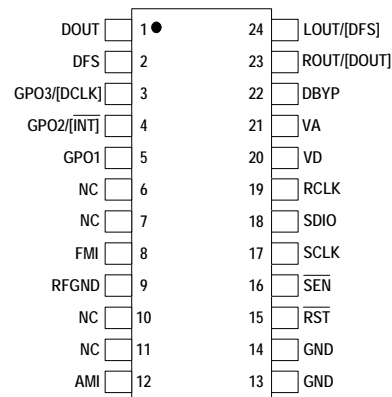 DOUT 1 24 LOUT/[DFS]
DFS 2 23 ROUT/[DOUT]
GPO3/[DCLK] 3 22 DBYP
GPO2/[INT] 4 21 VA
GPO1 5 20 VD
NC 6 19 RCLK
NC 7 18 SDIO
FMI 8 17 SCLK
RFGND 9 16 SEN
NC 10 15 RST
NC 11 14 GND
AMI 12 13 GND